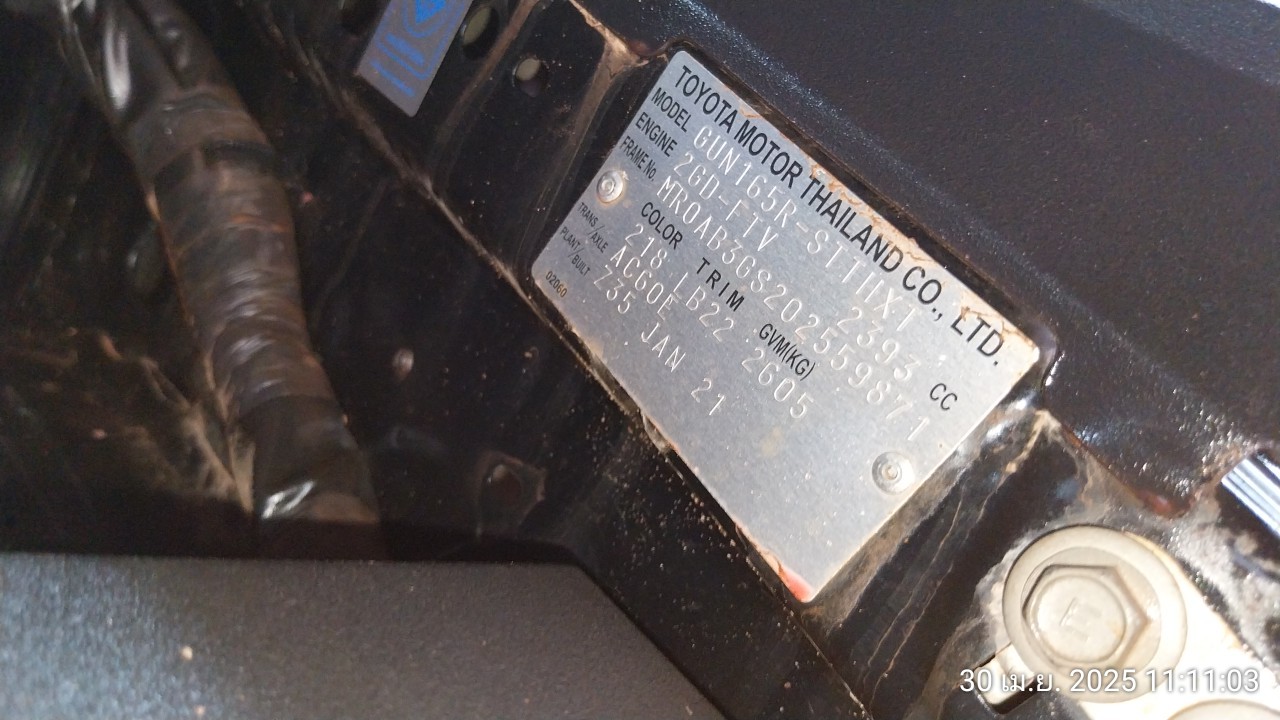 TOYOTA MOTOR THAILAND CO., LTD.
MODEL GUN165R-STTHXT
ENGINE 2GD-FTV 2393 CC
FRAME No. MR0AB3GS202559871
COLOR TRIM GVM(KG)
218 LB22 2605
TRANS/AXLE AC60E
PLANT/BUILT Z35 JAN 21
02060
30 เม.ย. 2025 11:11:03